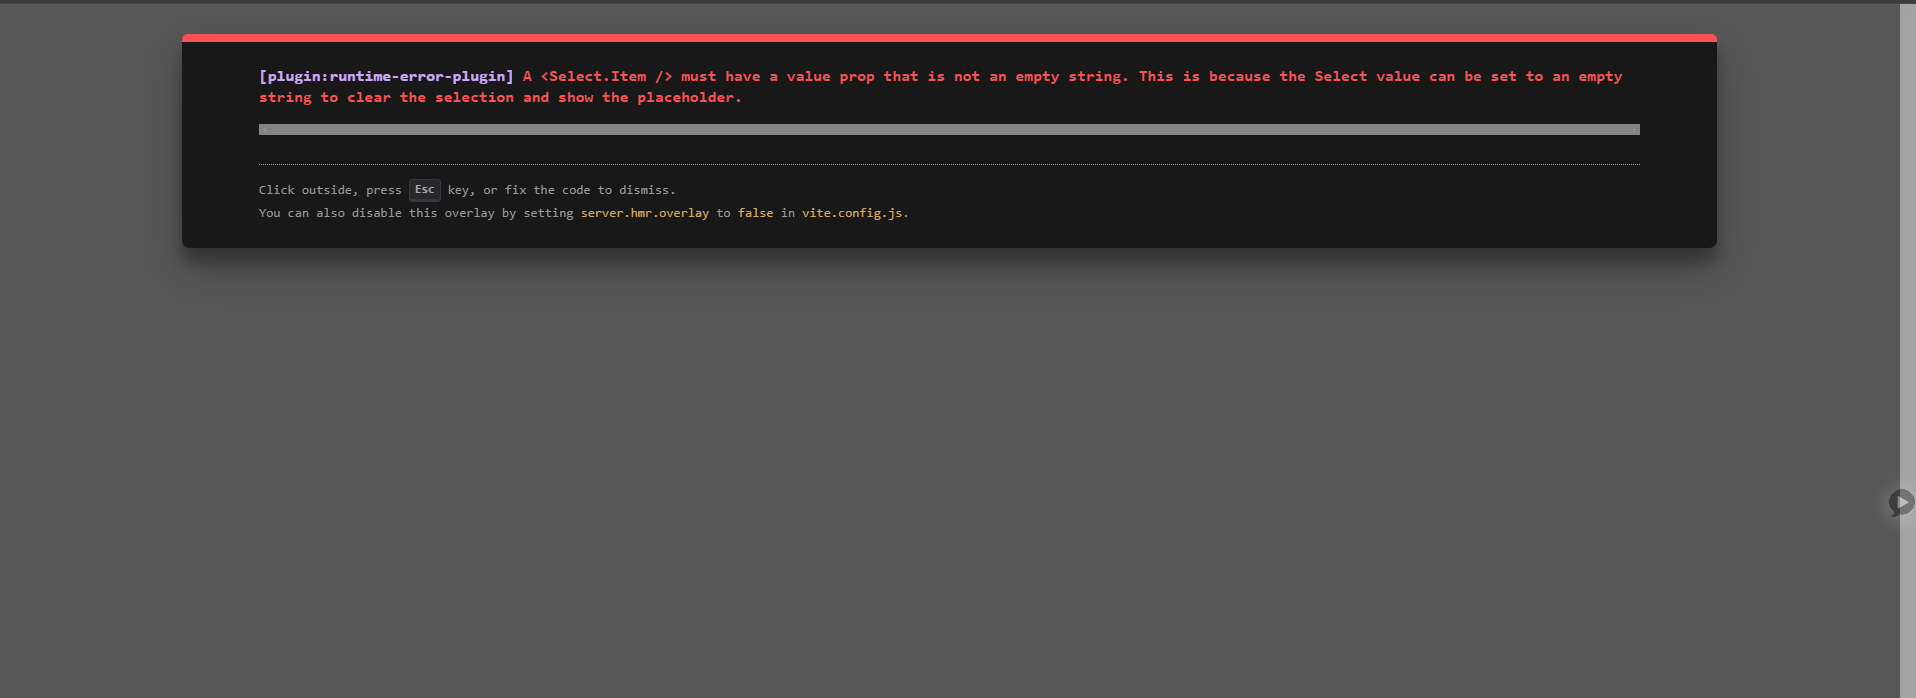 [plugin:runtime-error-plugin] A <Select.Item /> must have a value prop that is not an empty string. This is because the Select value can be set to an empty
string to clear the selection and show the placeholder.
Click outside, press Esc key, or fix the code to dismiss.
You can also disable this overlay by setting server.hmr.overlay to false in vite.config.js.